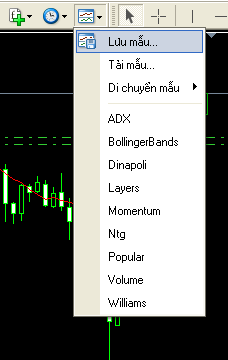 Lưu mẫu...
Tải mẫu...
Di chuyển mẫu
ADX
BollingerBands
Dinapoli
Layers
Momentum
Ntg
Popular
Volume
Williams